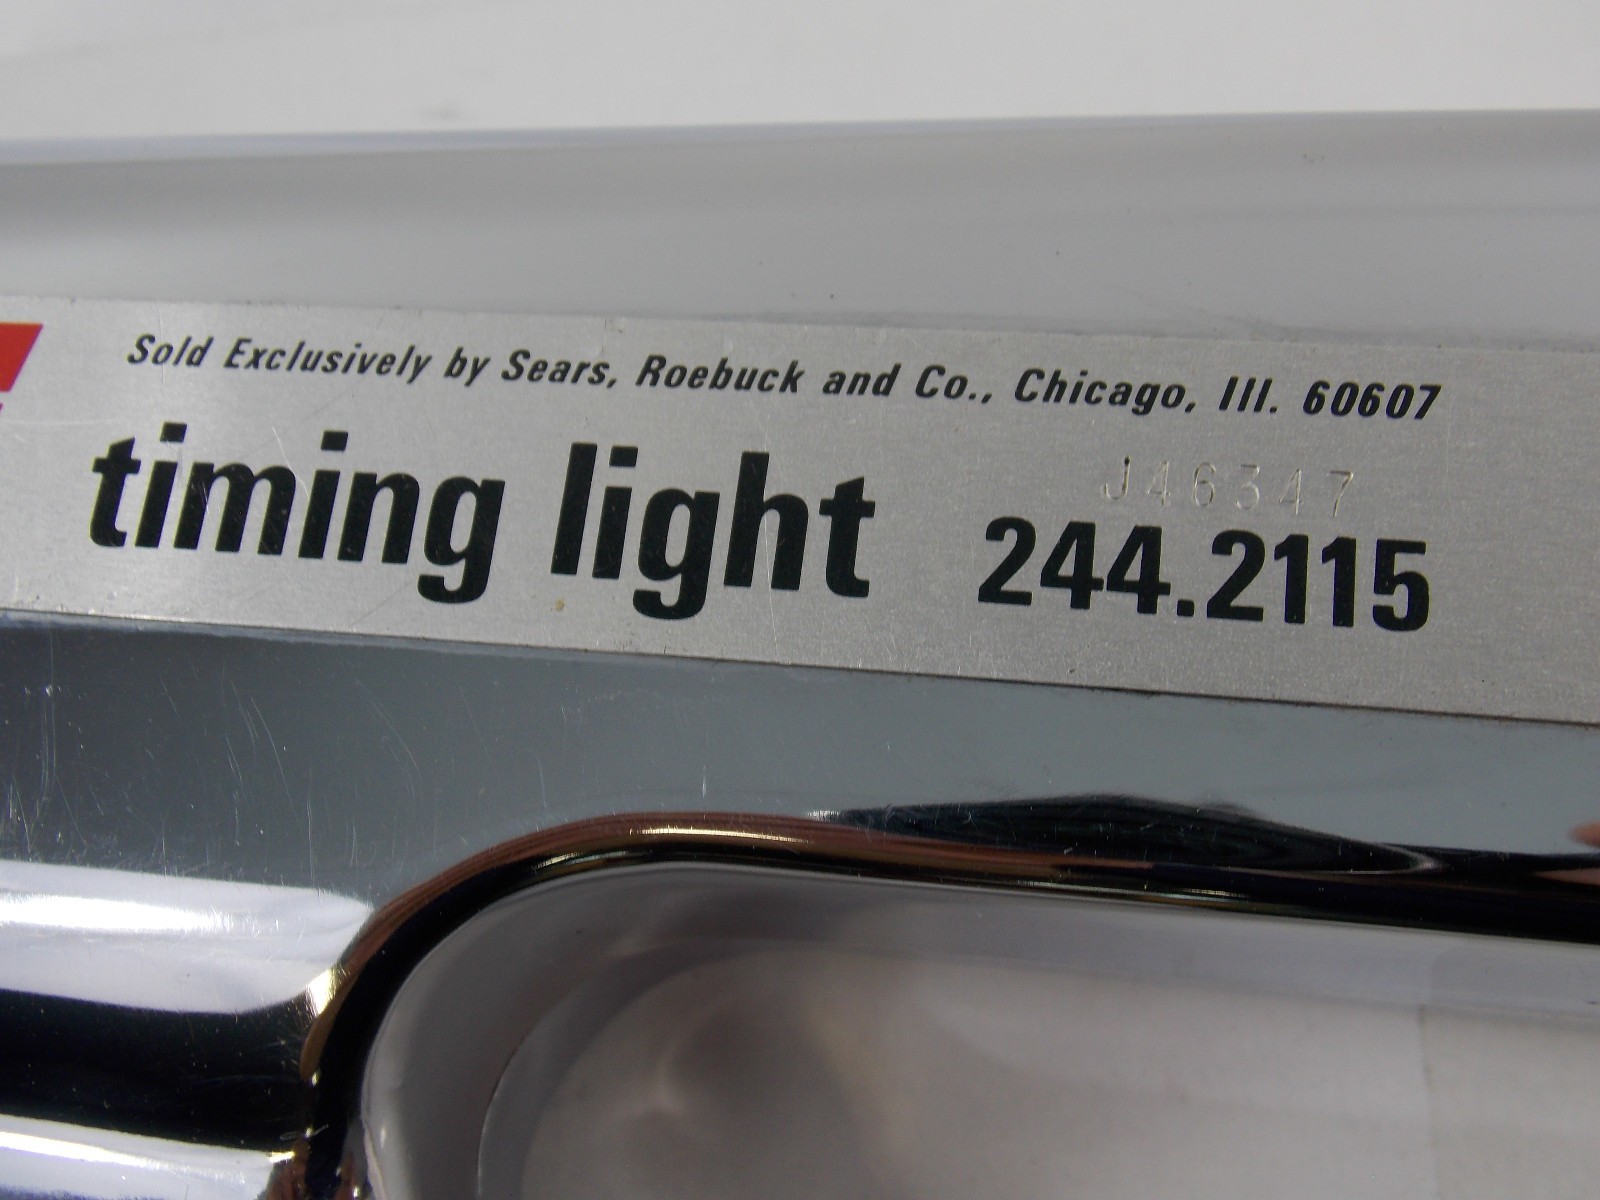 Sold Exclusively by Sears, Roebuck and Co., Chicago, Ill. 60607
J46347
timing light 244.2115